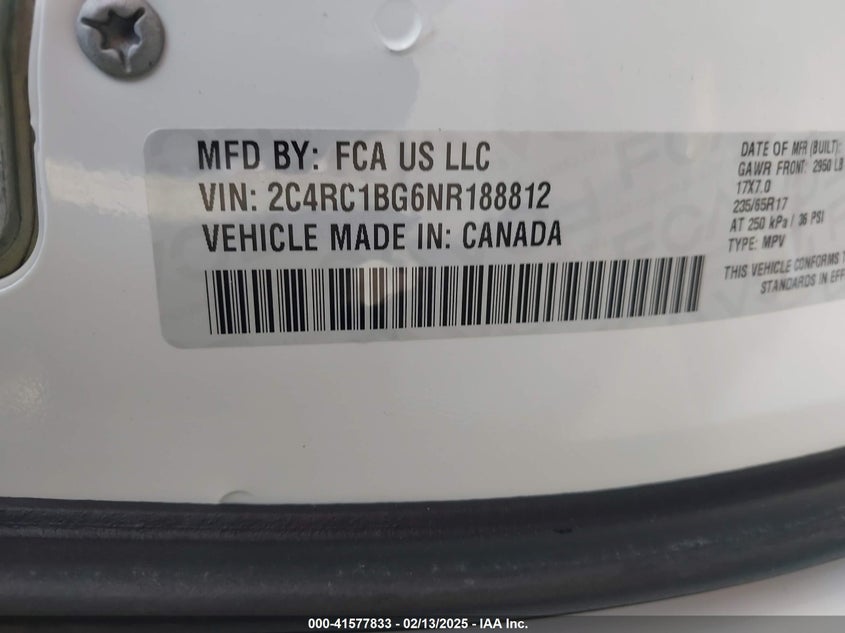 MFD BY: FCA US LLC
VIN: 2C4RC1BG6NR188812
VEHICLE MADE IN: CANADA
DATE OF MFR (BUILT):
GAWR FRONT: 2950 LB
17X7.0
235/65R17
AT 250 kPa / 36 PSI
TYPE: MPV
THIS VEHICLE CONFORMS T
STANDARDS IN EFF
000-41577833 - 02/13/2025 - IAA Inc.